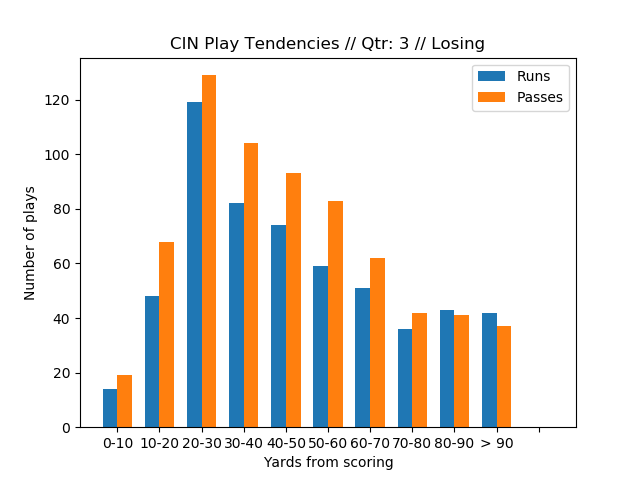 CIN Play Tendencies // Qtr: 3 // Losing
Runs
Passes
120
100
80
60
40
20
0
Number of plays
0-10 10-20 20-30 30-40 40-50 50-60 60-70 70-80 80-90 > 90
Yards from scoring